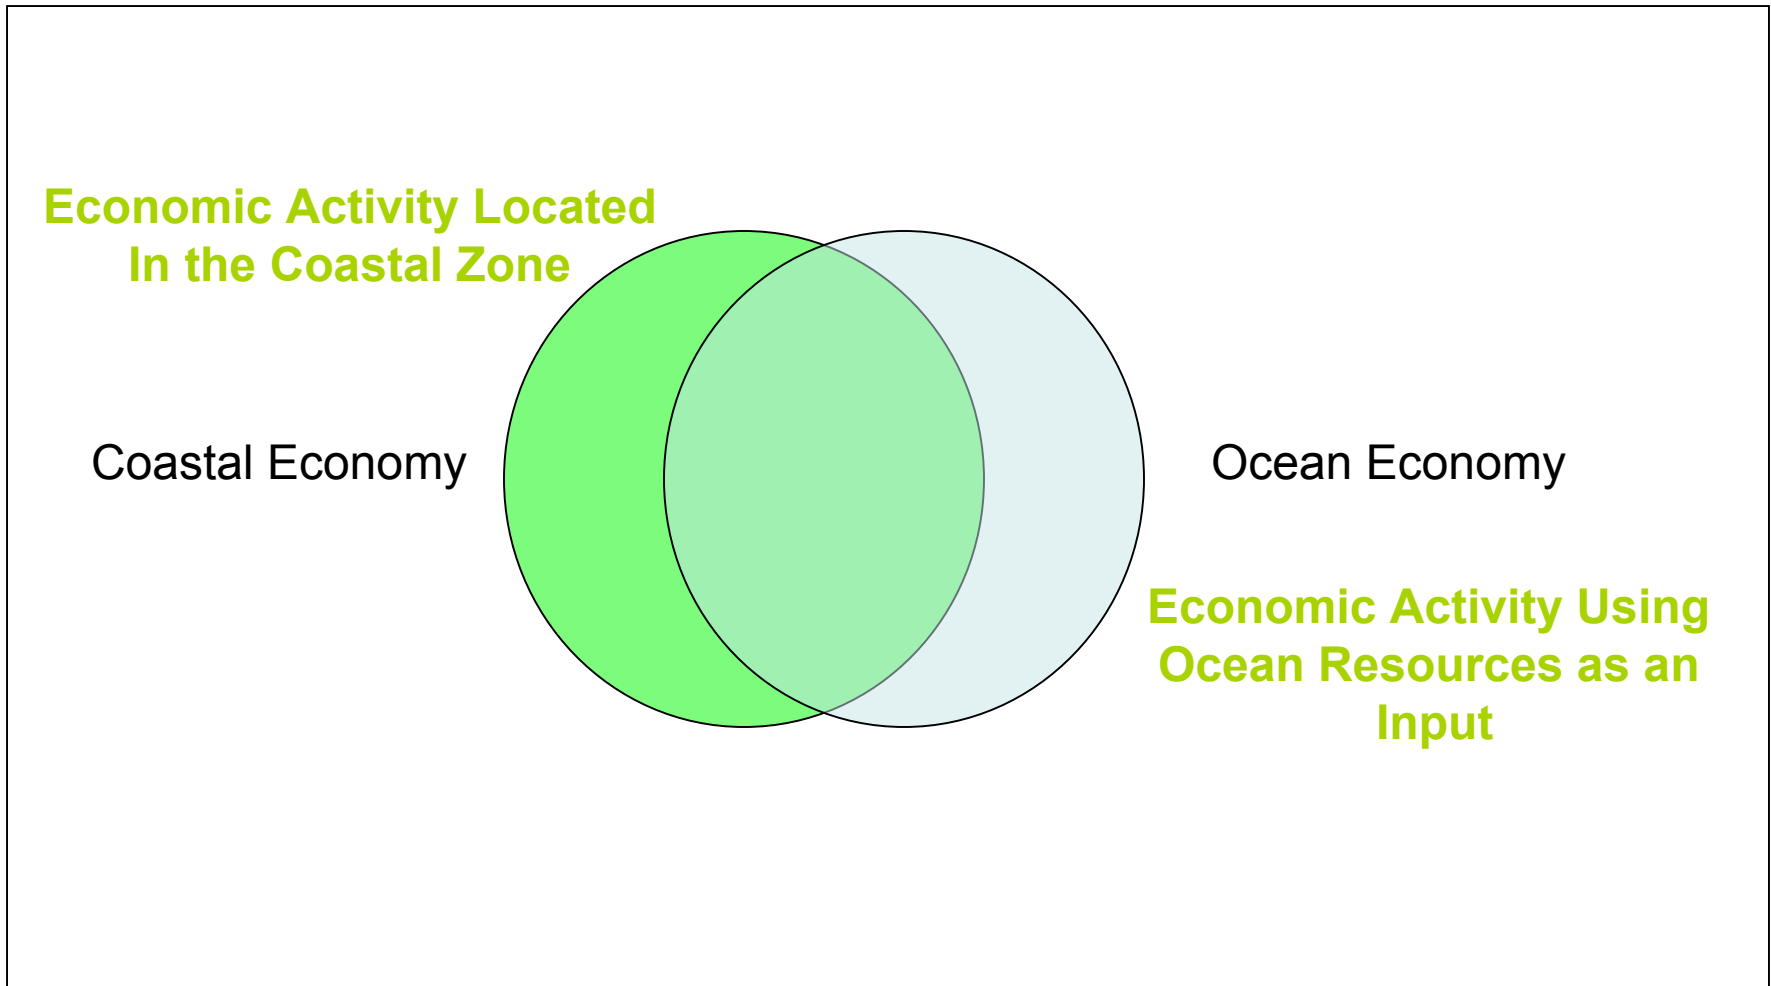 Economic Activity Located
In the Coastal Zone
Coastal Economy
Ocean Economy
Economic Activity Using
Ocean Resources as an
Input